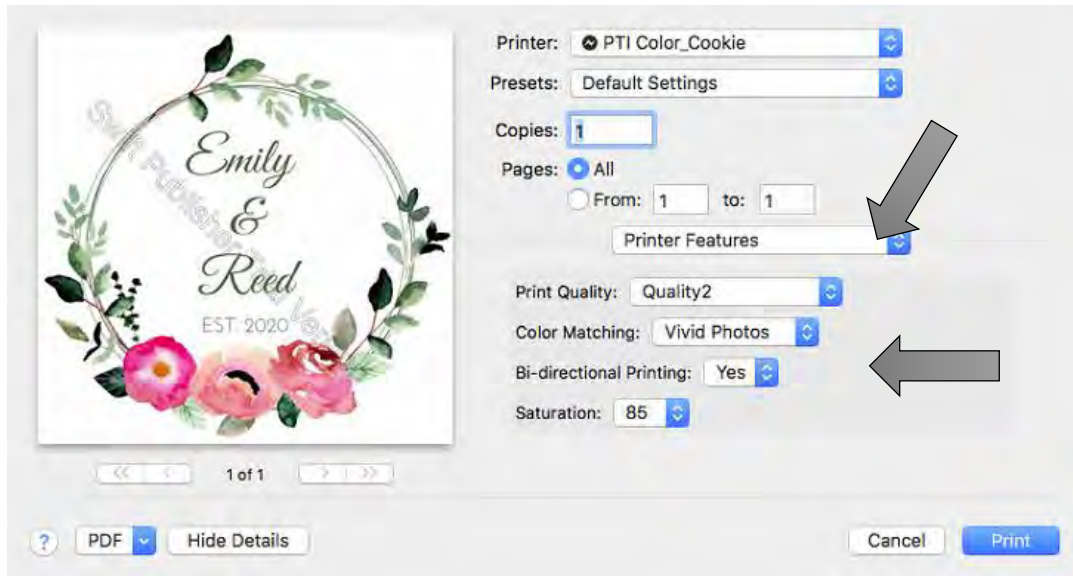 Emily
&
Reed
EST. 2020
1 of 1
Printer: PTI Color_Cookie
Presets: Default Settings
Copies: 1
Pages: All
From: 1 to: 1
Printer Features
Print Quality: Quality2
Color Matching: Vivid Photos
Bi-directional Printing: Yes
Saturation: 85
? PDF Hide Details Cancel Print